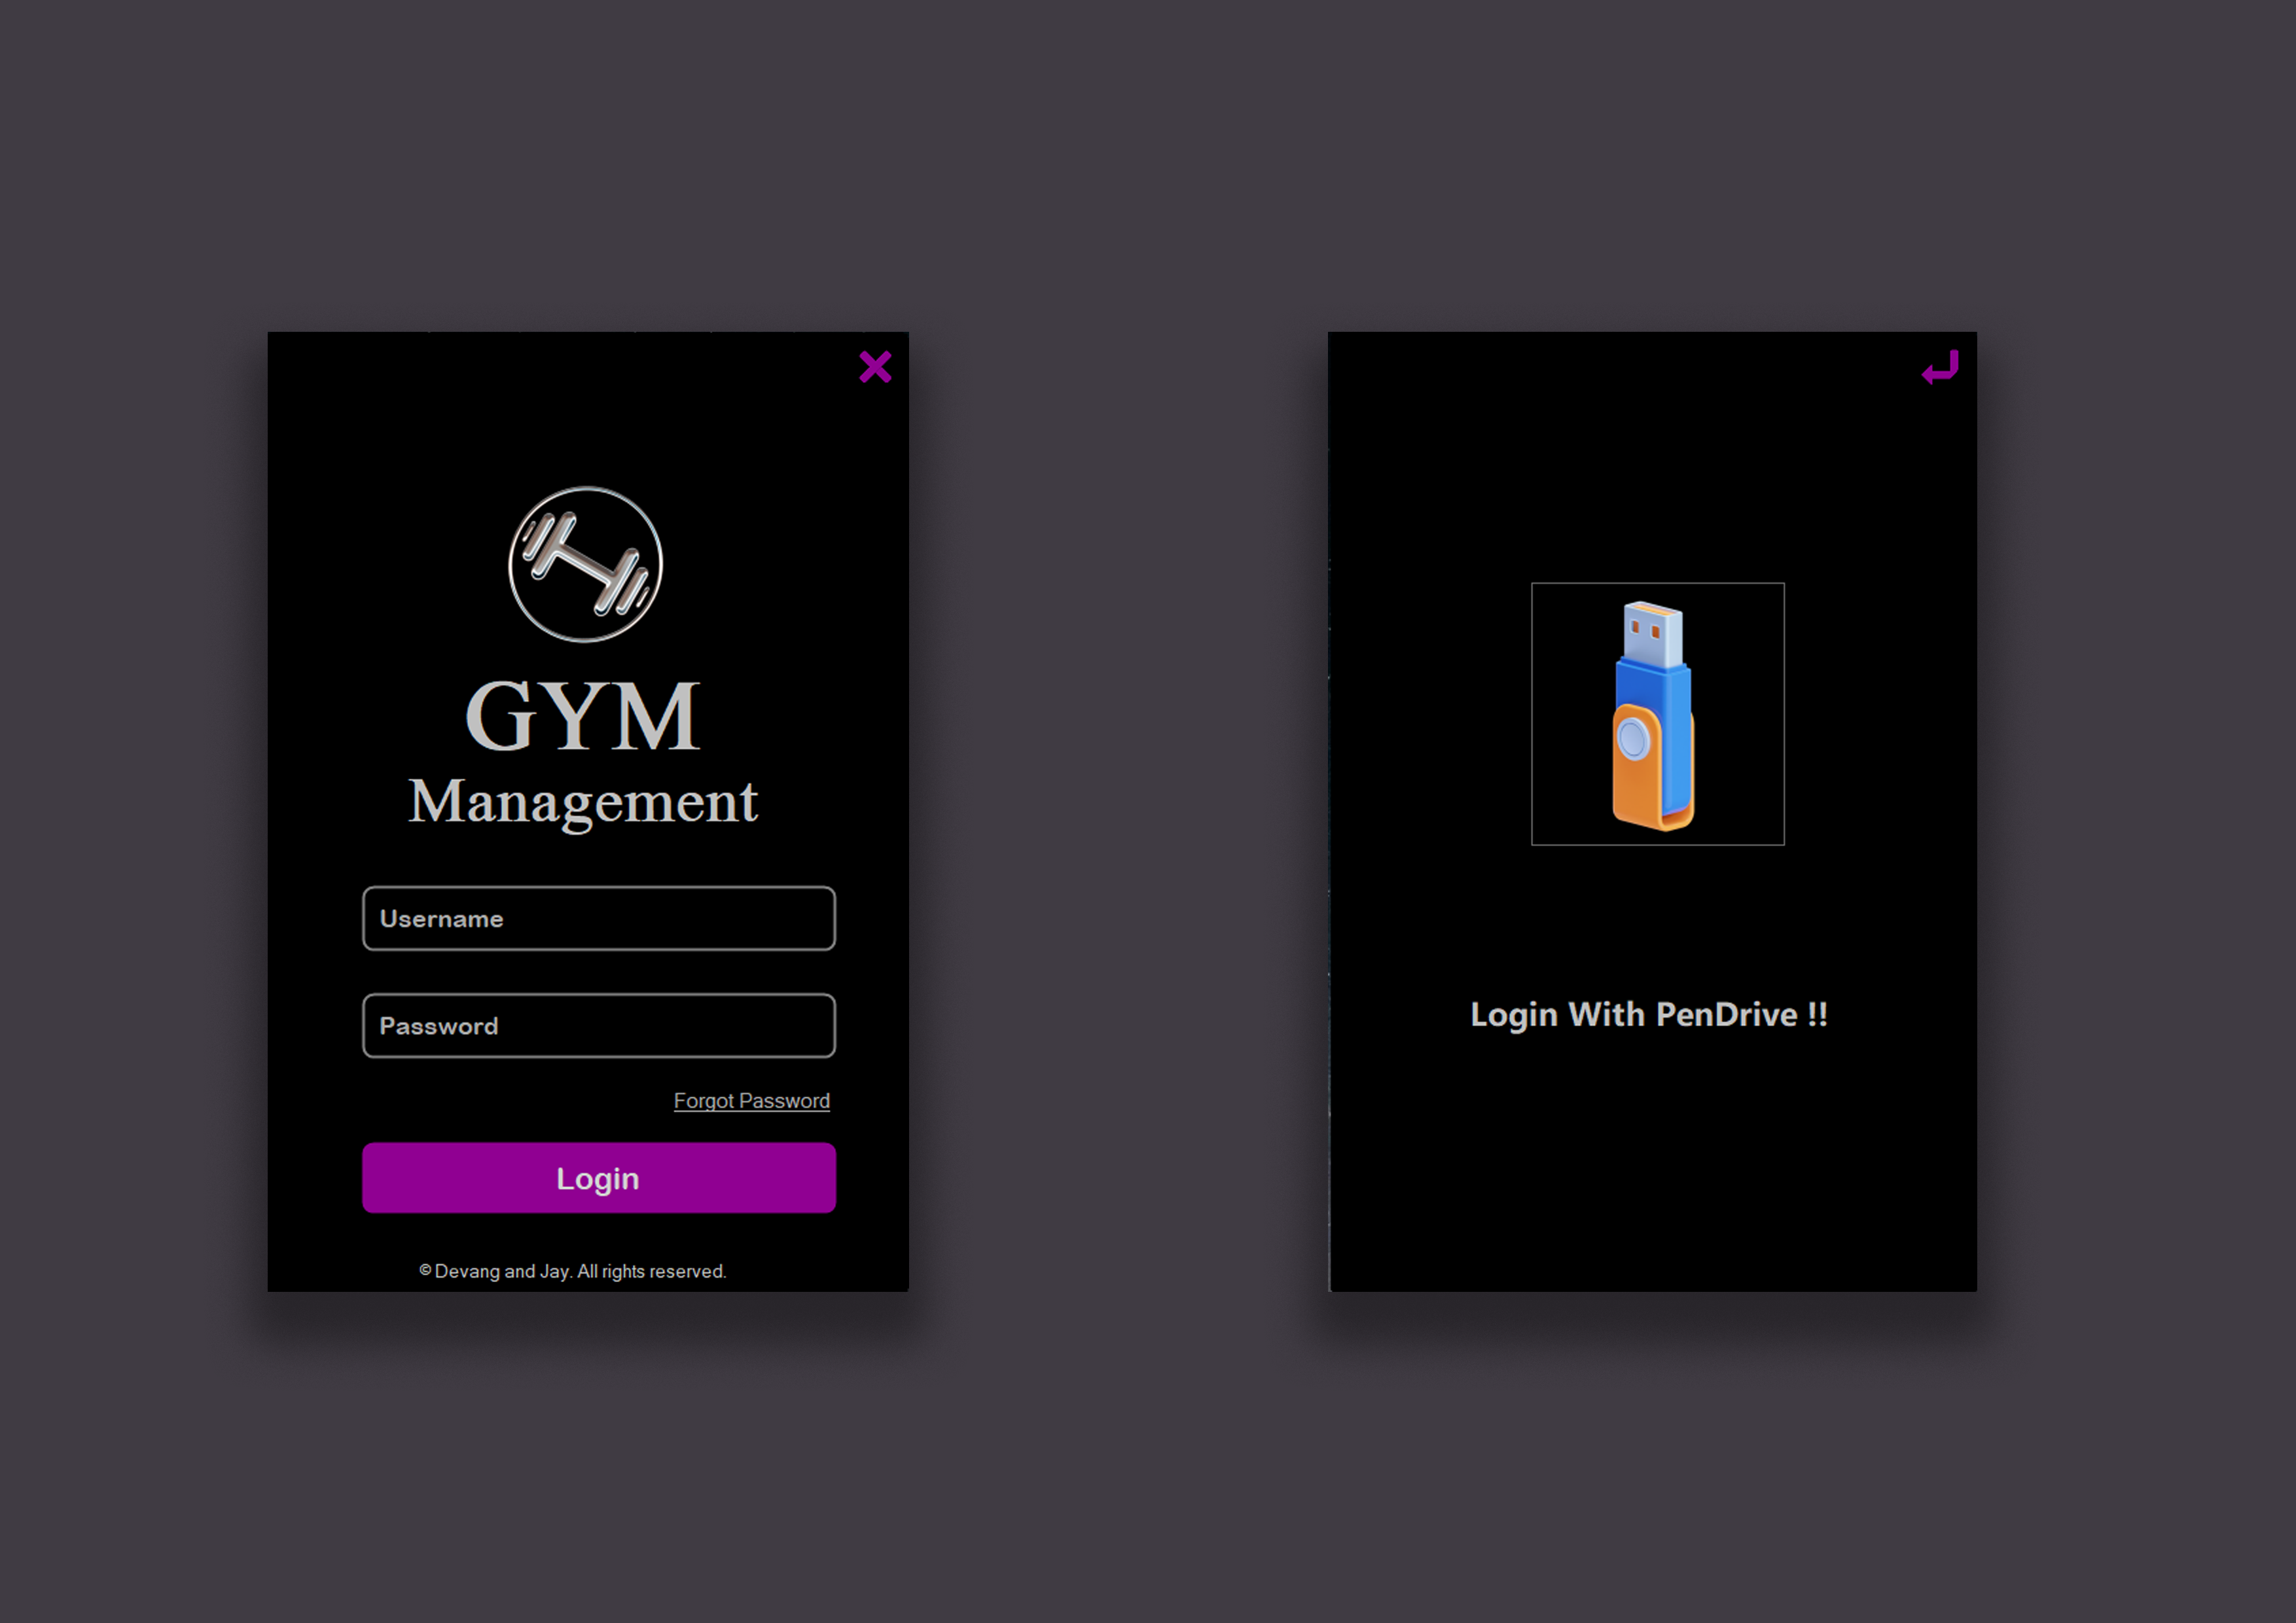 GYM
Management
Username
Password
Forgot Password
Login
© Devang and Jay. All rights reserved.
Login With PenDrive !!